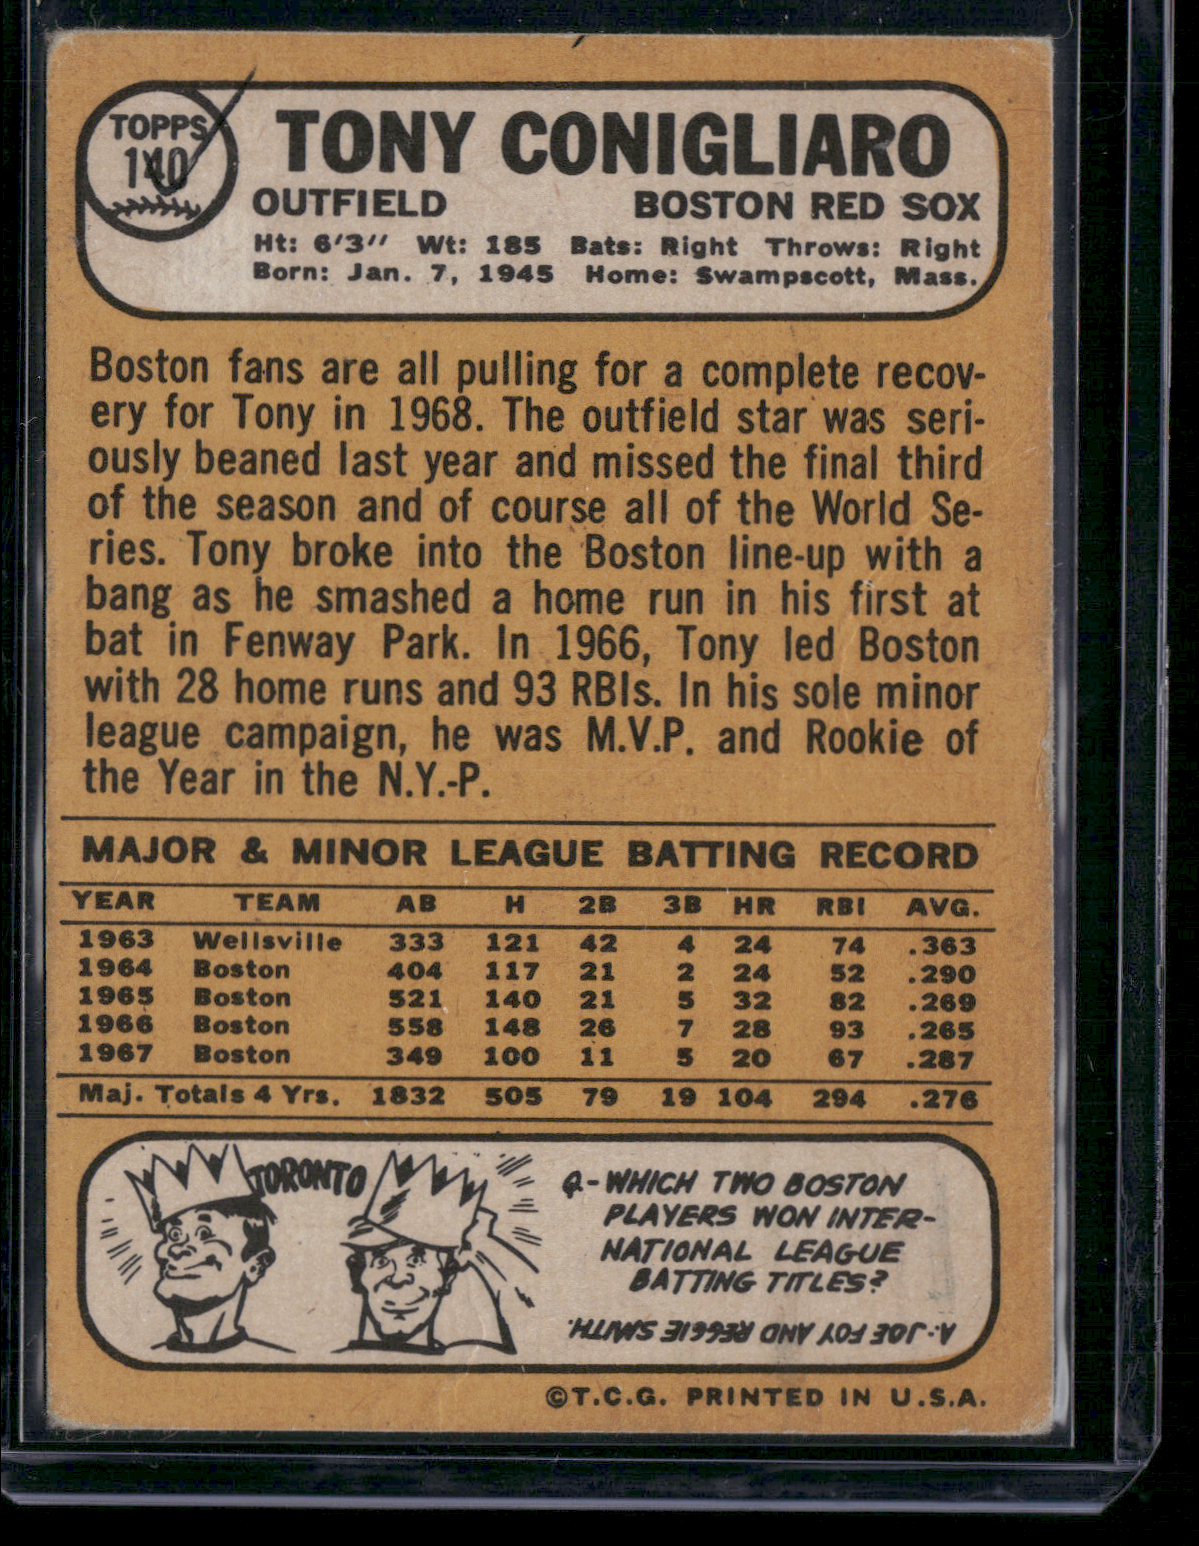 TOPPS
140
TONY CONIGLIARO
OUTFIELD BOSTON RED SOX
Ht: 6'3" Wt: 185 Bats: Right Throws: Right
Born: Jan. 7, 1945 Home: Swampscott, Mass.
Boston fans are all pulling for a complete recov-
ery for Tony in 1968. The outfield star was seri-
ously beaned last year and missed the final third
of the season and of course all of the World Se-
ries. Tony broke into the Boston line-up with a
bang as he smashed a home run in his first at
bat in Fenway Park. In 1966, Tony led Boston
with 28 home runs and 93 RBIs. In his sole minor
league campaign, he was M.V.P. and Rookie of
the Year in the N.Y.-P.
MAJOR & MINOR LEAGUE BATTING RECORD
YEAR TEAM AB H 2B 3B HR RBI AVG.
1963 Wellsville 333 121 42 4 24 74 .363
1964 Boston 404 117 21 2 24 52 .290
1965 Boston 521 140 21 5 32 82 .269
1966 Boston 558 148 26 7 28 93 .265
1967 Boston 349 100 11 5 20 67 .287
Maj. Totals 4 Yrs. 1832 505 79 19 104 294 .276
TORONTO
Q-WHICH TWO BOSTON
PLAYERS WON INTER-
NATIONAL LEAGUE
BATTING TITLES?
A: JOE FOY AND REGGIE SMITH.
©T.C.G. PRINTED IN U.S.A.